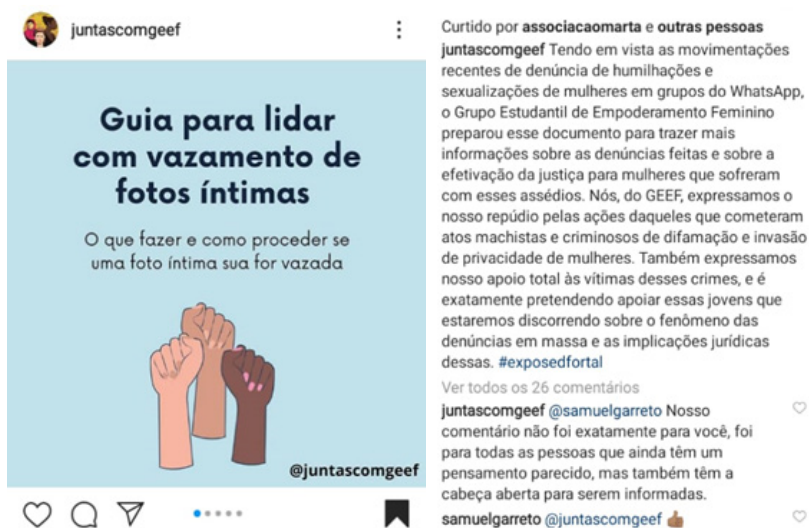 juntascomgeef
Guia para lidar
com vazamento de
fotos íntimas
O que fazer e como proceder se
uma foto íntima sua for vazada
@juntascomgeef
Curtido por associacaomarta e outras pessoas
juntascomgeef Tendo em vista as movimentações
recentes de denúncia de humilhações e
sexualizações de mulheres em grupos do WhatsApp,
o Grupo Estudantil de Empoderamento Feminino
preparou esse documento para trazer mais
informações sobre as denúncias feitas e sobre a
efetivação da justiça para mulheres que sofreram
com esses assédios. Nós, do GEEF, expressamos o
nosso repúdio pelas ações daqueles que cometeram
atos machistas e criminosos de difamação e invasão
de privacidade de mulheres. Também expressamos
nosso apoio total às vítimas desses crimes, e é
exatamente pretendendo apoiar essas jovens que
estaremos discorrendo sobre o fenômeno das
denúncias em massa e as implicações jurídicas
dessas. #exposedfortal
Ver todos os 26 comentários
juntascomgeef @samuelgarreto Nosso
comentário não foi exatamente para você, foi
para todas as pessoas que ainda têm um
pensamento parecido, mas também têm a
cabeça aberta para serem informadas.
samuelgarreto @juntascomgeef 👍🏽